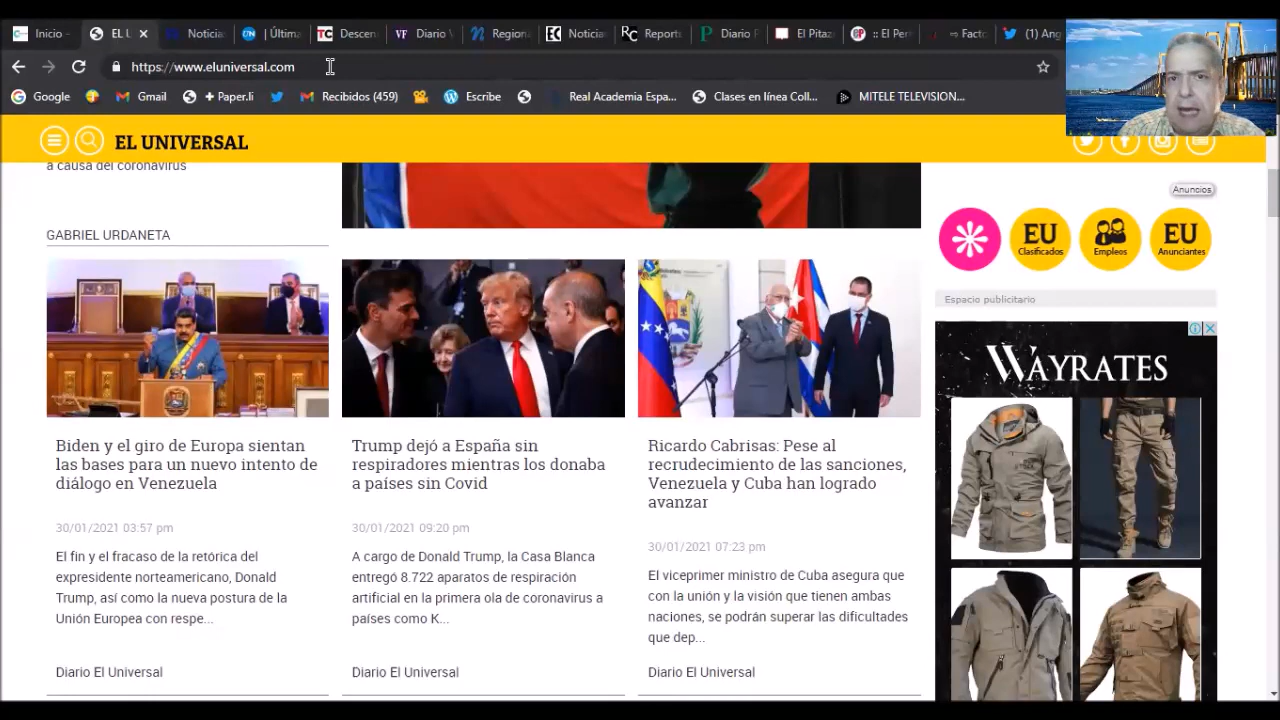 Inicio
EL U
Noticia
| Última
Descen
Diario V
Region
Noticia
Report
Diario F
El Pitaz
:: El Per
Facto
(1) Ang
https://www.eluniversal.com
Google
Gmail
+ Paper.li
Recibidos (459)
Escribe
Real Academia Espa...
Clases en línea Coll...
MITELE TELEVISION...
EL UNIVERSAL
a causa del coronavirus
Anuncios
GABRIEL URDANETA
EU
Clasificados
Empleos
EU
Anunciantes
Espacio publicitario
WAYRATES
Biden y el giro de Europa sientan
las bases para un nuevo intento de
diálogo en Venezuela
30/01/2021 03:57 pm
El fin y el fracaso de la retórica del
expresidente norteamericano, Donald
Trump, así como la nueva postura de la
Unión Europea con respe...
Diario El Universal
Trump dejó a España sin
respiradores mientras los donaba
a países sin Covid
30/01/2021 09:20 pm
A cargo de Donald Trump, la Casa Blanca
entregó 8.722 aparatos de respiración
artificial en la primera ola de coronavirus a
países como K...
Diario El Universal
Ricardo Cabrisas: Pese al
recrudecimiento de las sanciones,
Venezuela y Cuba han logrado
avanzar
30/01/2021 07:23 pm
El viceprimer ministro de Cuba asegura que
con la unión y la visión que tienen ambas
naciones, se podrán superar las dificultades
que dep...
Diario El Universal